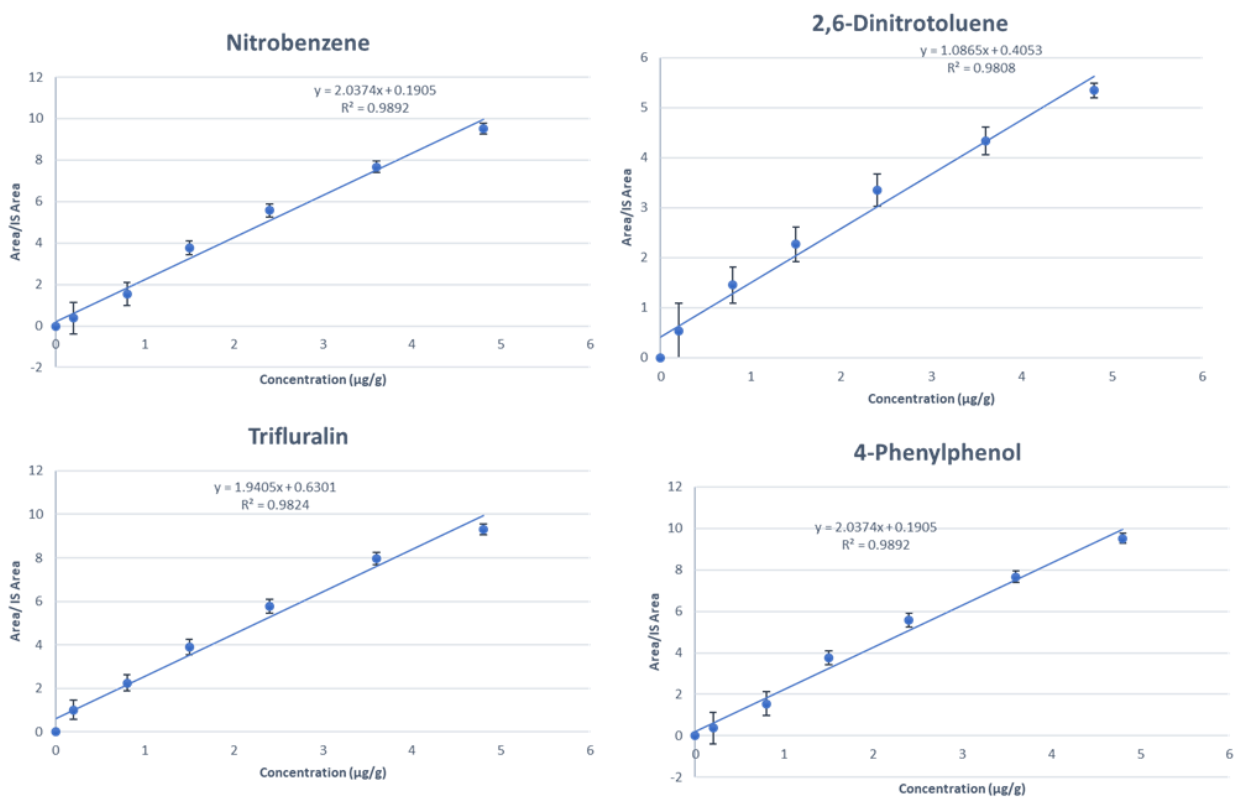 Nitrobenzene
y = 2.0374x + 0.1905
R² = 0.9892
12
10
8
6
4
2
0
-2
0
1
2
3
4
5
6
Area/IS Area
Concentration (µg/g)
2,6-Dinitrotoluene
y = 1.0865x + 0.4053
R² = 0.9808
6
5
4
3
2
1
0
0
1
2
3
4
5
6
Area/IS Area
Concentration (µg/g)
Trifluralin
y = 1.9405x + 0.6301
R² = 0.9824
12
10
8
6
4
2
0
0
1
2
3
4
5
6
Area/ IS Area
Concentration (µg/g)
4-Phenylphenol
y = 2.0374x + 0.1905
R² = 0.9892
12
10
8
6
4
2
0
-2
0
1
2
3
4
5
6
Area/IS Area
Concentration (µg/g)